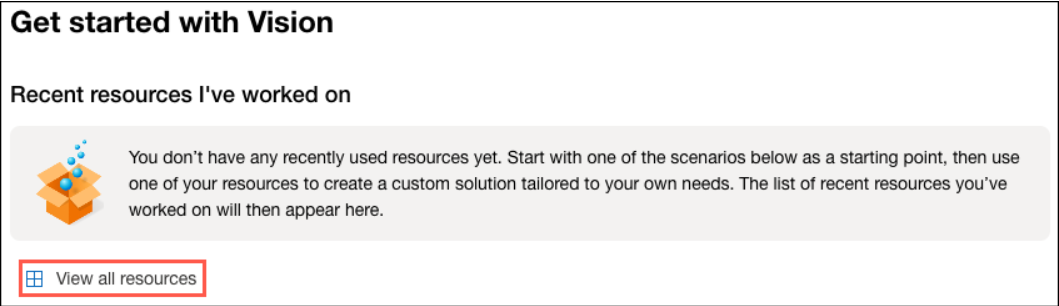 Get started with Vision
Recent resources I've worked on
You don’t have any recently used resources yet. Start with one of the scenarios below as a starting point, then use
one of your resources to create a custom solution tailored to your own needs. The list of recent resources you’ve
worked on will then appear here.
View all resources